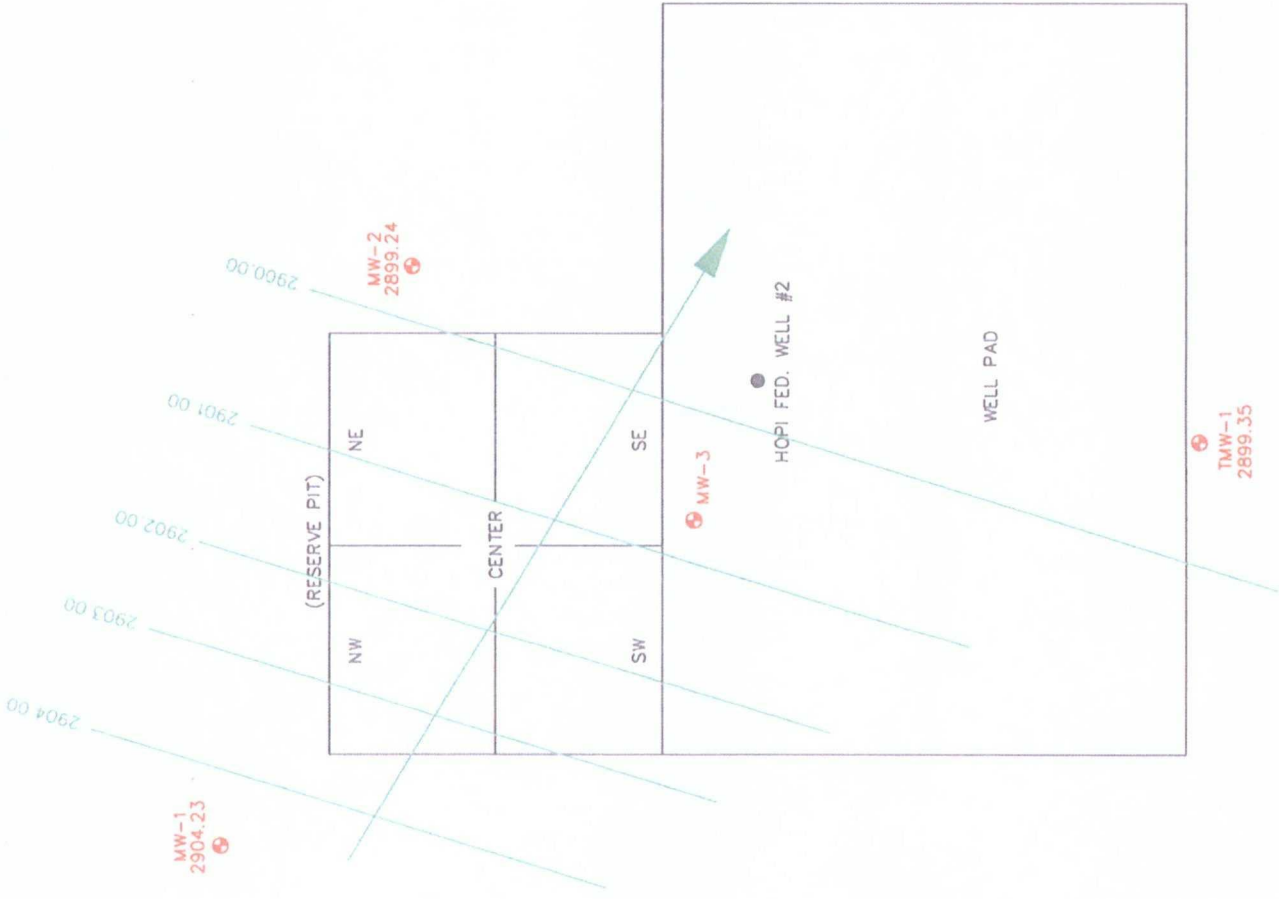 2900.00
MW-2
2899.24
2901.00
2902.00
2903.00
2904.00
MW-1
2904.23
(RESERVE PIT)
NW
NE
CENTER
SW
SE
MW-3
HOPI FED. WELL #2
WELL PAD
TMW-1
2899.35